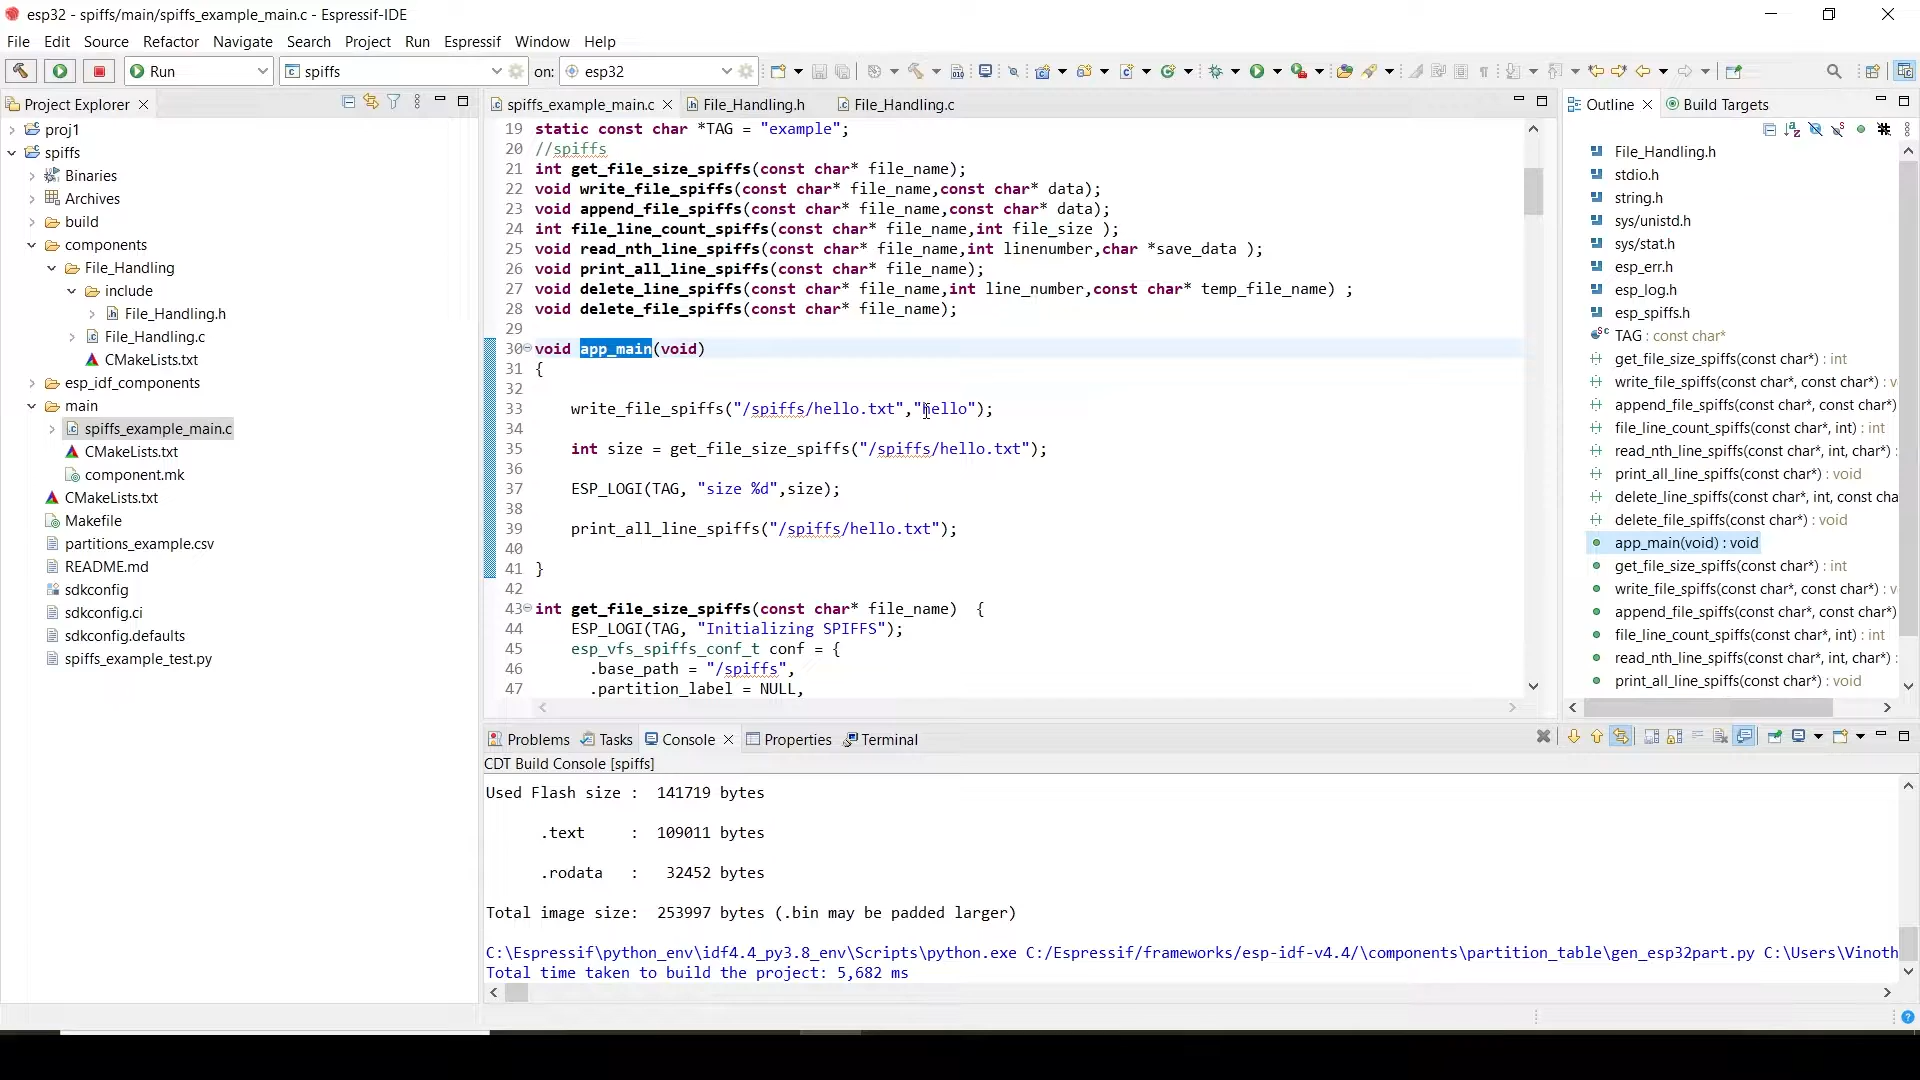 esp32 - spiffs/main/spiffs_example_main.c - Espressif-IDE
File Edit Source Refactor Navigate Search Project Run Espressif Window Help
Run spiffs on: esp32
Project Explorer
proj1
spiffs
Binaries
Archives
build
components
File_Handling
include
File_Handling.h
File_Handling.c
CMakeLists.txt
esp_idf_components
main
spiffs_example_main.c
CMakeLists.txt
component.mk
CMakeLists.txt
Makefile
partitions_example.csv
README.md
sdkconfig
sdkconfig.ci
sdkconfig.defaults
spiffs_example_test.py
spiffs_example_main.c File_Handling.h File_Handling.c
19 static const char *TAG = "example";
20 //spiffs
21 int get_file_size_spiffs(const char* file_name);
22 void write_file_spiffs(const char* file_name,const char* data);
23 void append_file_spiffs(const char* file_name,const char* data);
24 int file_line_count_spiffs(const char* file_name,int file_size );
25 void read_nth_line_spiffs(const char* file_name,int linenumber,char *save_data );
26 void print_all_line_spiffs(const char* file_name);
27 void delete_line_spiffs(const char* file_name,int line_number,const char* temp_file_name) ;
28 void delete_file_spiffs(const char* file_name);
29
30 void app_main(void)
31 {
32
33 write_file_spiffs("/spiffs/hello.txt","hello");
34
35 int size = get_file_size_spiffs("/spiffs/hello.txt");
36
37 ESP_LOGI(TAG, "size %d",size);
38
39 print_all_line_spiffs("/spiffs/hello.txt");
40
41 }
42
43 int get_file_size_spiffs(const char* file_name) {
44 ESP_LOGI(TAG, "Initializing SPIFFS");
45 esp_vfs_spiffs_conf_t conf = {
46 .base_path = "/spiffs",
47 .partition_label = NULL,
Outline Build Targets
File_Handling.h
stdio.h
string.h
sys/unistd.h
sys/stat.h
esp_err.h
esp_log.h
esp_spiffs.h
TAG : const char*
get_file_size_spiffs(const char*) : int
write_file_spiffs(const char*, const char*) : v
append_file_spiffs(const char*, const char*)
file_line_count_spiffs(const char*, int) : int
read_nth_line_spiffs(const char*, int, char*) :
print_all_line_spiffs(const char*) : void
delete_line_spiffs(const char*, int, const cha
delete_file_spiffs(const char*) : void
app_main(void) : void
get_file_size_spiffs(const char*) : int
write_file_spiffs(const char*, const char*) : v
append_file_spiffs(const char*, const char*)
file_line_count_spiffs(const char*, int) : int
read_nth_line_spiffs(const char*, int, char*) :
print_all_line_spiffs(const char*) : void
Problems Tasks Console Properties Terminal
CDT Build Console [spiffs]
Used Flash size : 141719 bytes
.text : 109011 bytes
.rodata : 32452 bytes
Total image size: 253997 bytes (.bin may be padded larger)
C:\Espressif\python_env\idf4.4_py3.8_env\Scripts\python.exe C:/Espressif/frameworks/esp-idf-v4.4/\components\partition_table\gen_esp32part.py C:\Users\Vinoth
Total time taken to build the project: 5,682 ms